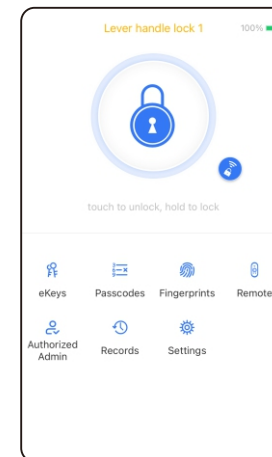 Lever handle lock 1
100%
touch to unlock, hold to lock
eKeys
Passcodes
Fingerprints
Remote
Authorized
Admin
Records
Settings